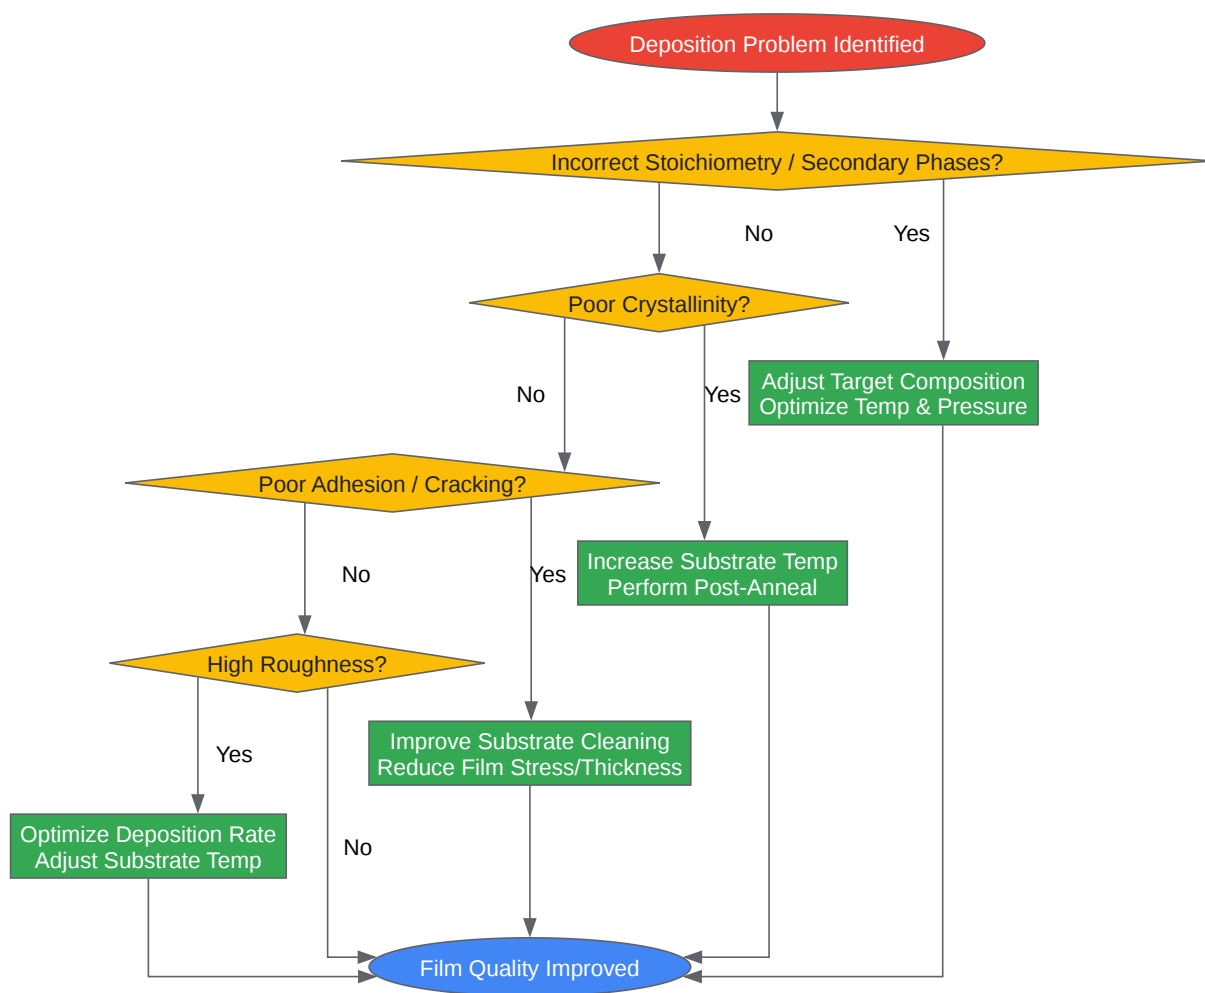 Deposition Problem Identified
Incorrect Stoichiometry / Secondary Phases?
No
Yes
Poor Crystallinity?
No
Yes
Adjust Target Composition
Optimize Temp & Pressure
Poor Adhesion / Cracking?
No
Yes
Increase Substrate Temp
Perform Post-Anneal
High Roughness?
Yes
No
Improve Substrate Cleaning
Reduce Film Stress/Thickness
Optimize Deposition Rate
Adjust Substrate Temp
Film Quality Improved